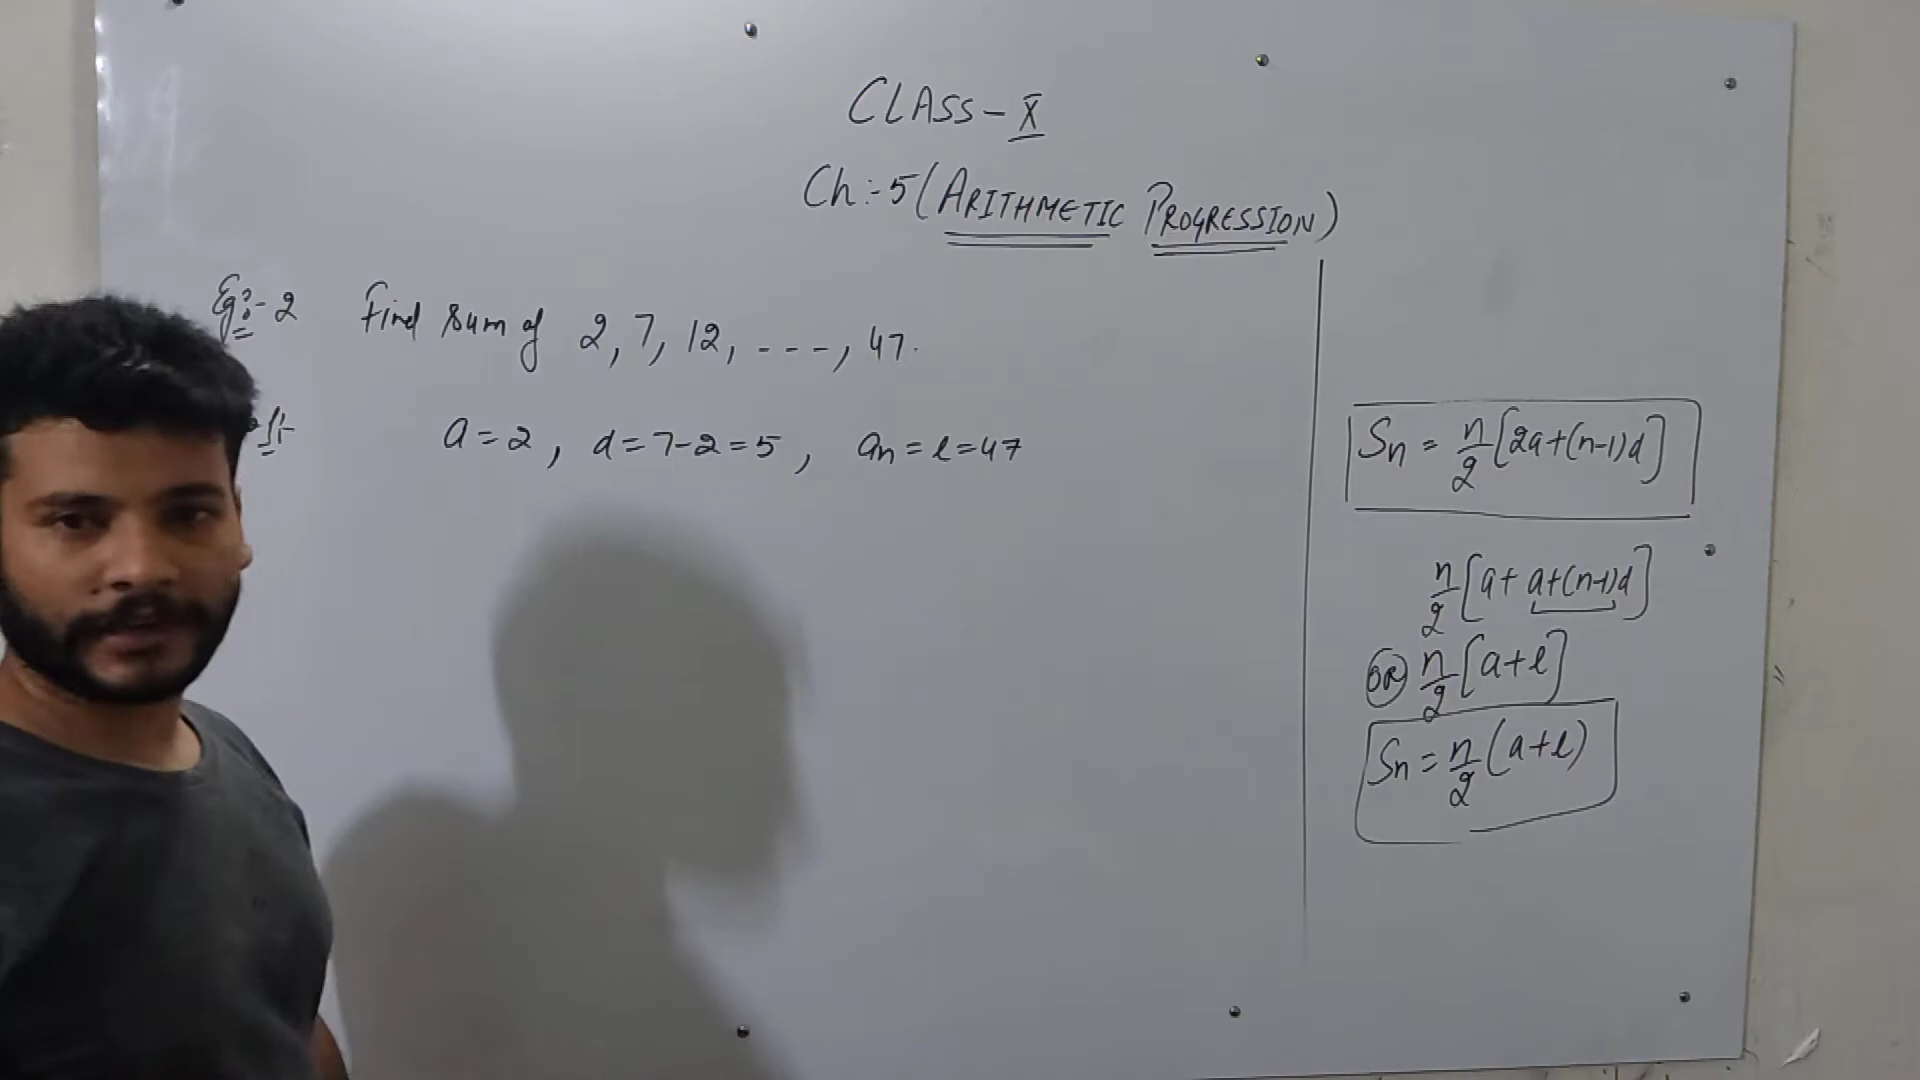 CLASS - X
Ch:- 5 (ARITHMETIC PROGRESSION)
Eg:- 2 Find sum of 2, 7, 12, ---, 47.
a = 2, d = 7-2 = 5, an = l = 47
Sn = n/2 [2a+(n-1)d]
n/2 [a+ a+(n-1)d]
OR n/2 [a+l]
Sn = n/2 (a+l)